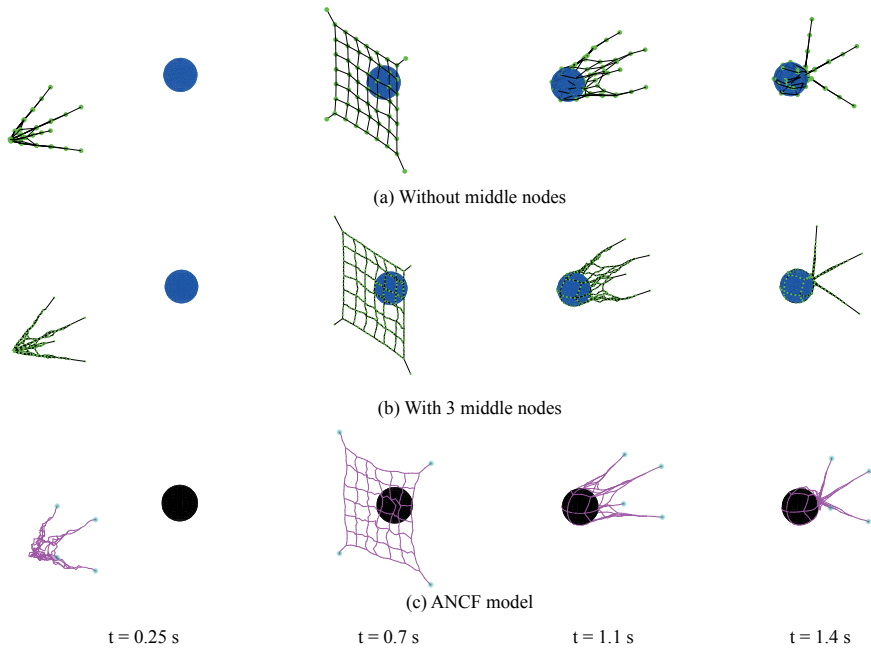 (a) Without middle nodes
(b) With 3 middle nodes
(c) ANCF model
t = 0.25 s t = 0.7 s t = 1.1 s t = 1.4 s